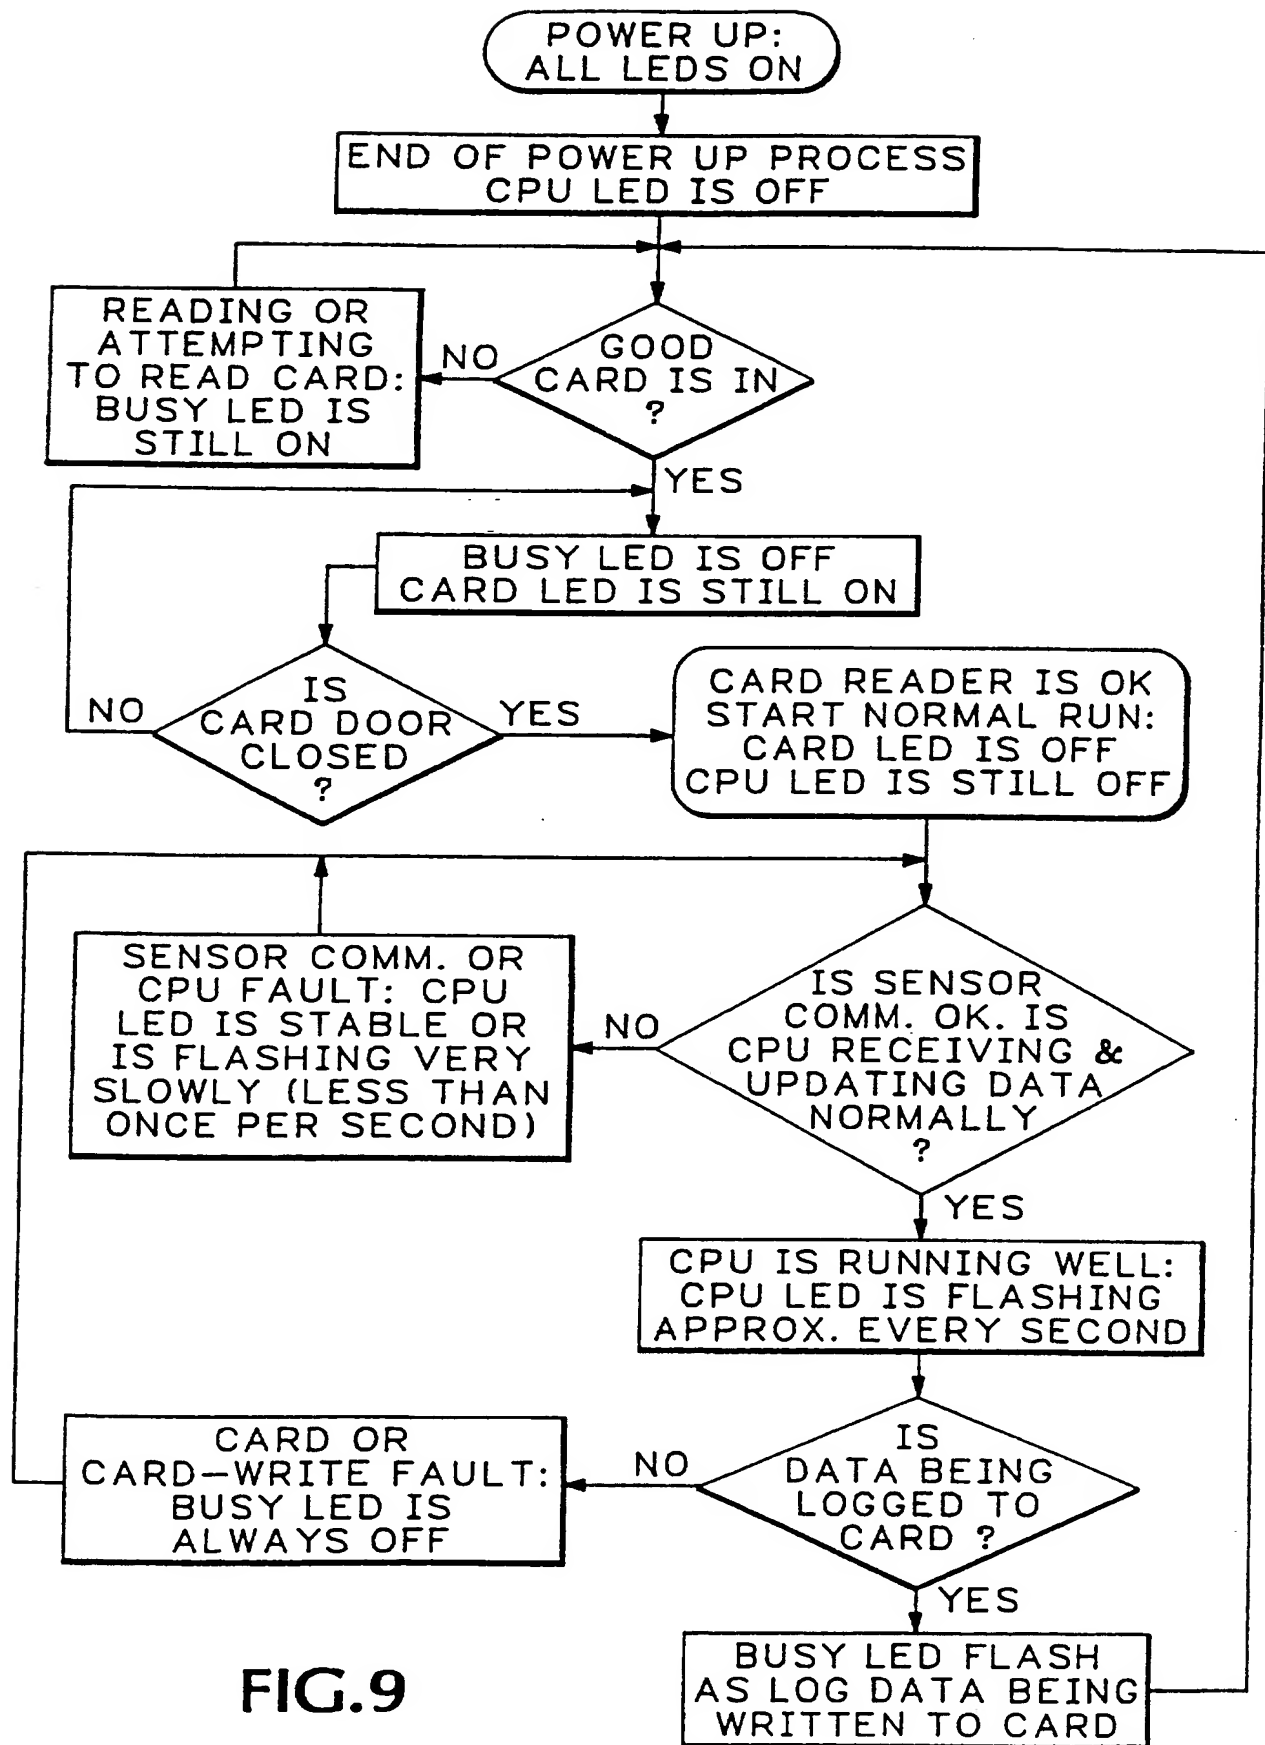 POWER UP:
ALL LEDS ON
END OF POWER UP PROCESS
CPU LED IS OFF
READING OR
ATTEMPTING
TO READ CARD:
BUSY LED IS
STILL ON
NO
GOOD
CARD IS IN
?
YES
BUSY LED IS OFF
CARD LED IS STILL ON
NO
IS
CARD DOOR
CLOSED
?
YES
CARD READER IS OK
START NORMAL RUN:
CARD LED IS OFF
CPU LED IS STILL OFF
SENSOR COMM. OR
CPU FAULT: CPU
LED IS STABLE OR
IS FLASHING VERY
SLOWLY (LESS THAN
ONCE PER SECOND)
NO
IS SENSOR
COMM. OK. IS
CPU RECEIVING &
UPDATING DATA
NORMALLY
?
YES
CPU IS RUNNING WELL:
CPU LED IS FLASHING
APPROX. EVERY SECOND
CARD OR
CARD-WRITE FAULT:
BUSY LED IS
ALWAYS OFF
NO
IS
DATA BEING
LOGGED TO
CARD ?
YES
BUSY LED FLASH
AS LOG DATA BEING
WRITTEN TO CARD
FIG.9